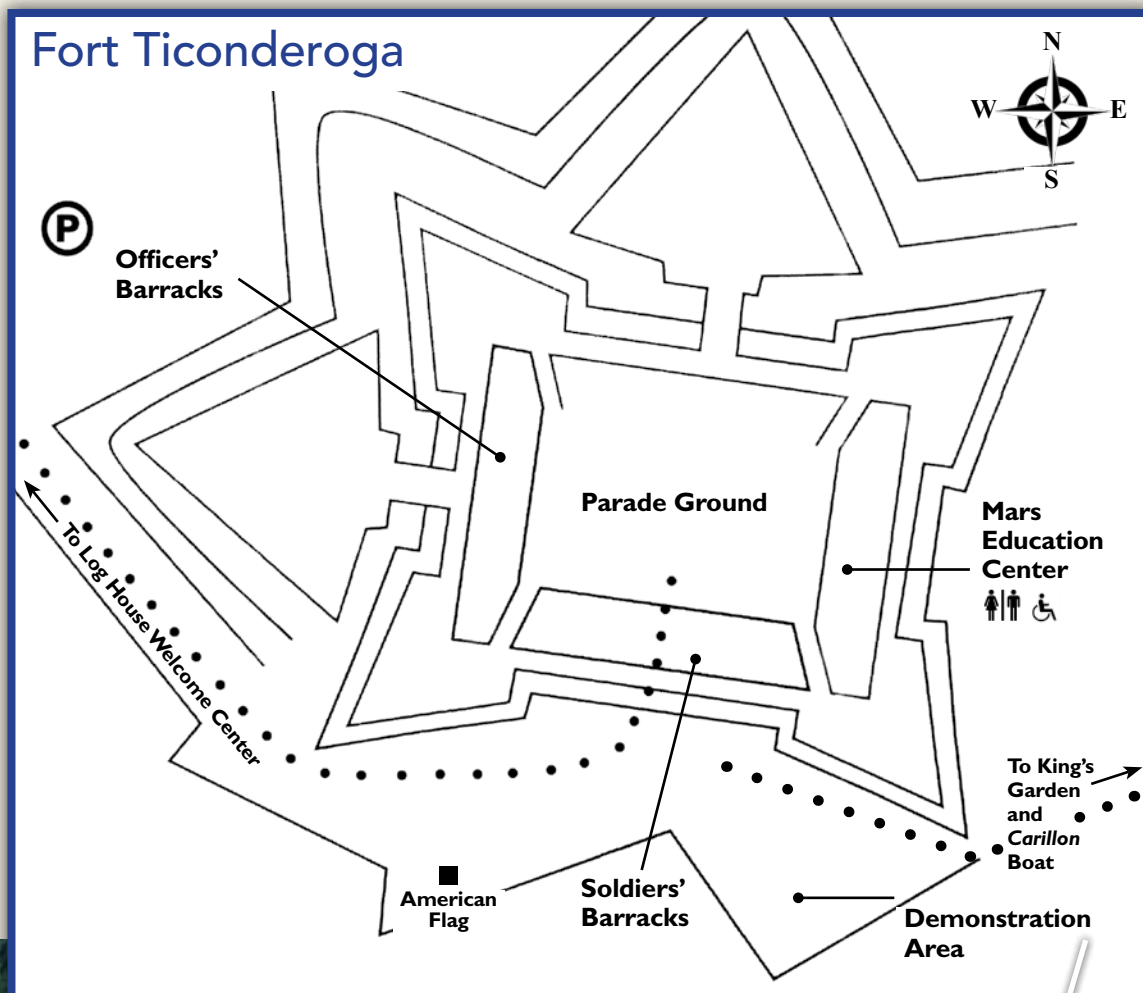 Fort Ticonderoga
N
W
E
S
P
Officers'
Barracks
Parade Ground
Mars
Education
Center
To Log House Welcome Center
To King's
Garden
and
Carillon
Boat
American
Flag
Soldiers'
Barracks
Demonstration
Area